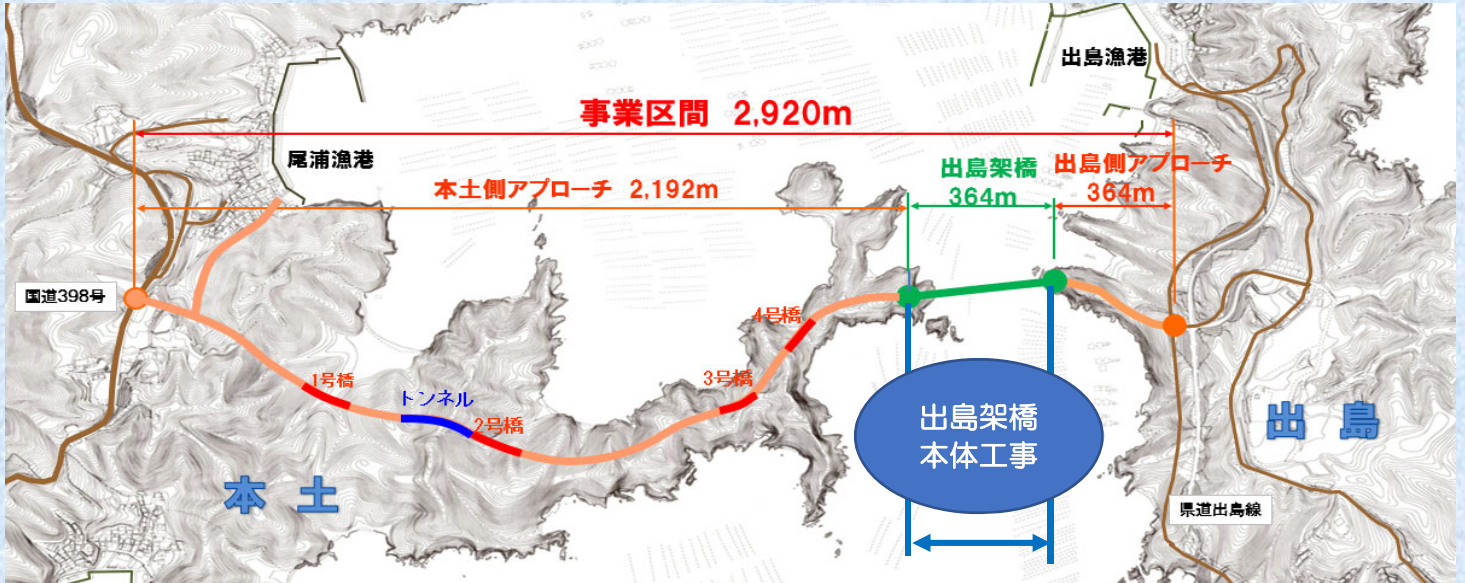 出島漁港
事業区間 2,920m
尾浦漁港
出島架橋
364m
出島側アプローチ
364m
本土側アプローチ 2,192m
国道398号
4号橋
1号橋
3号橋
トンネル
2号橋
出島架橋
本体工事
出島
本土
県道出島線